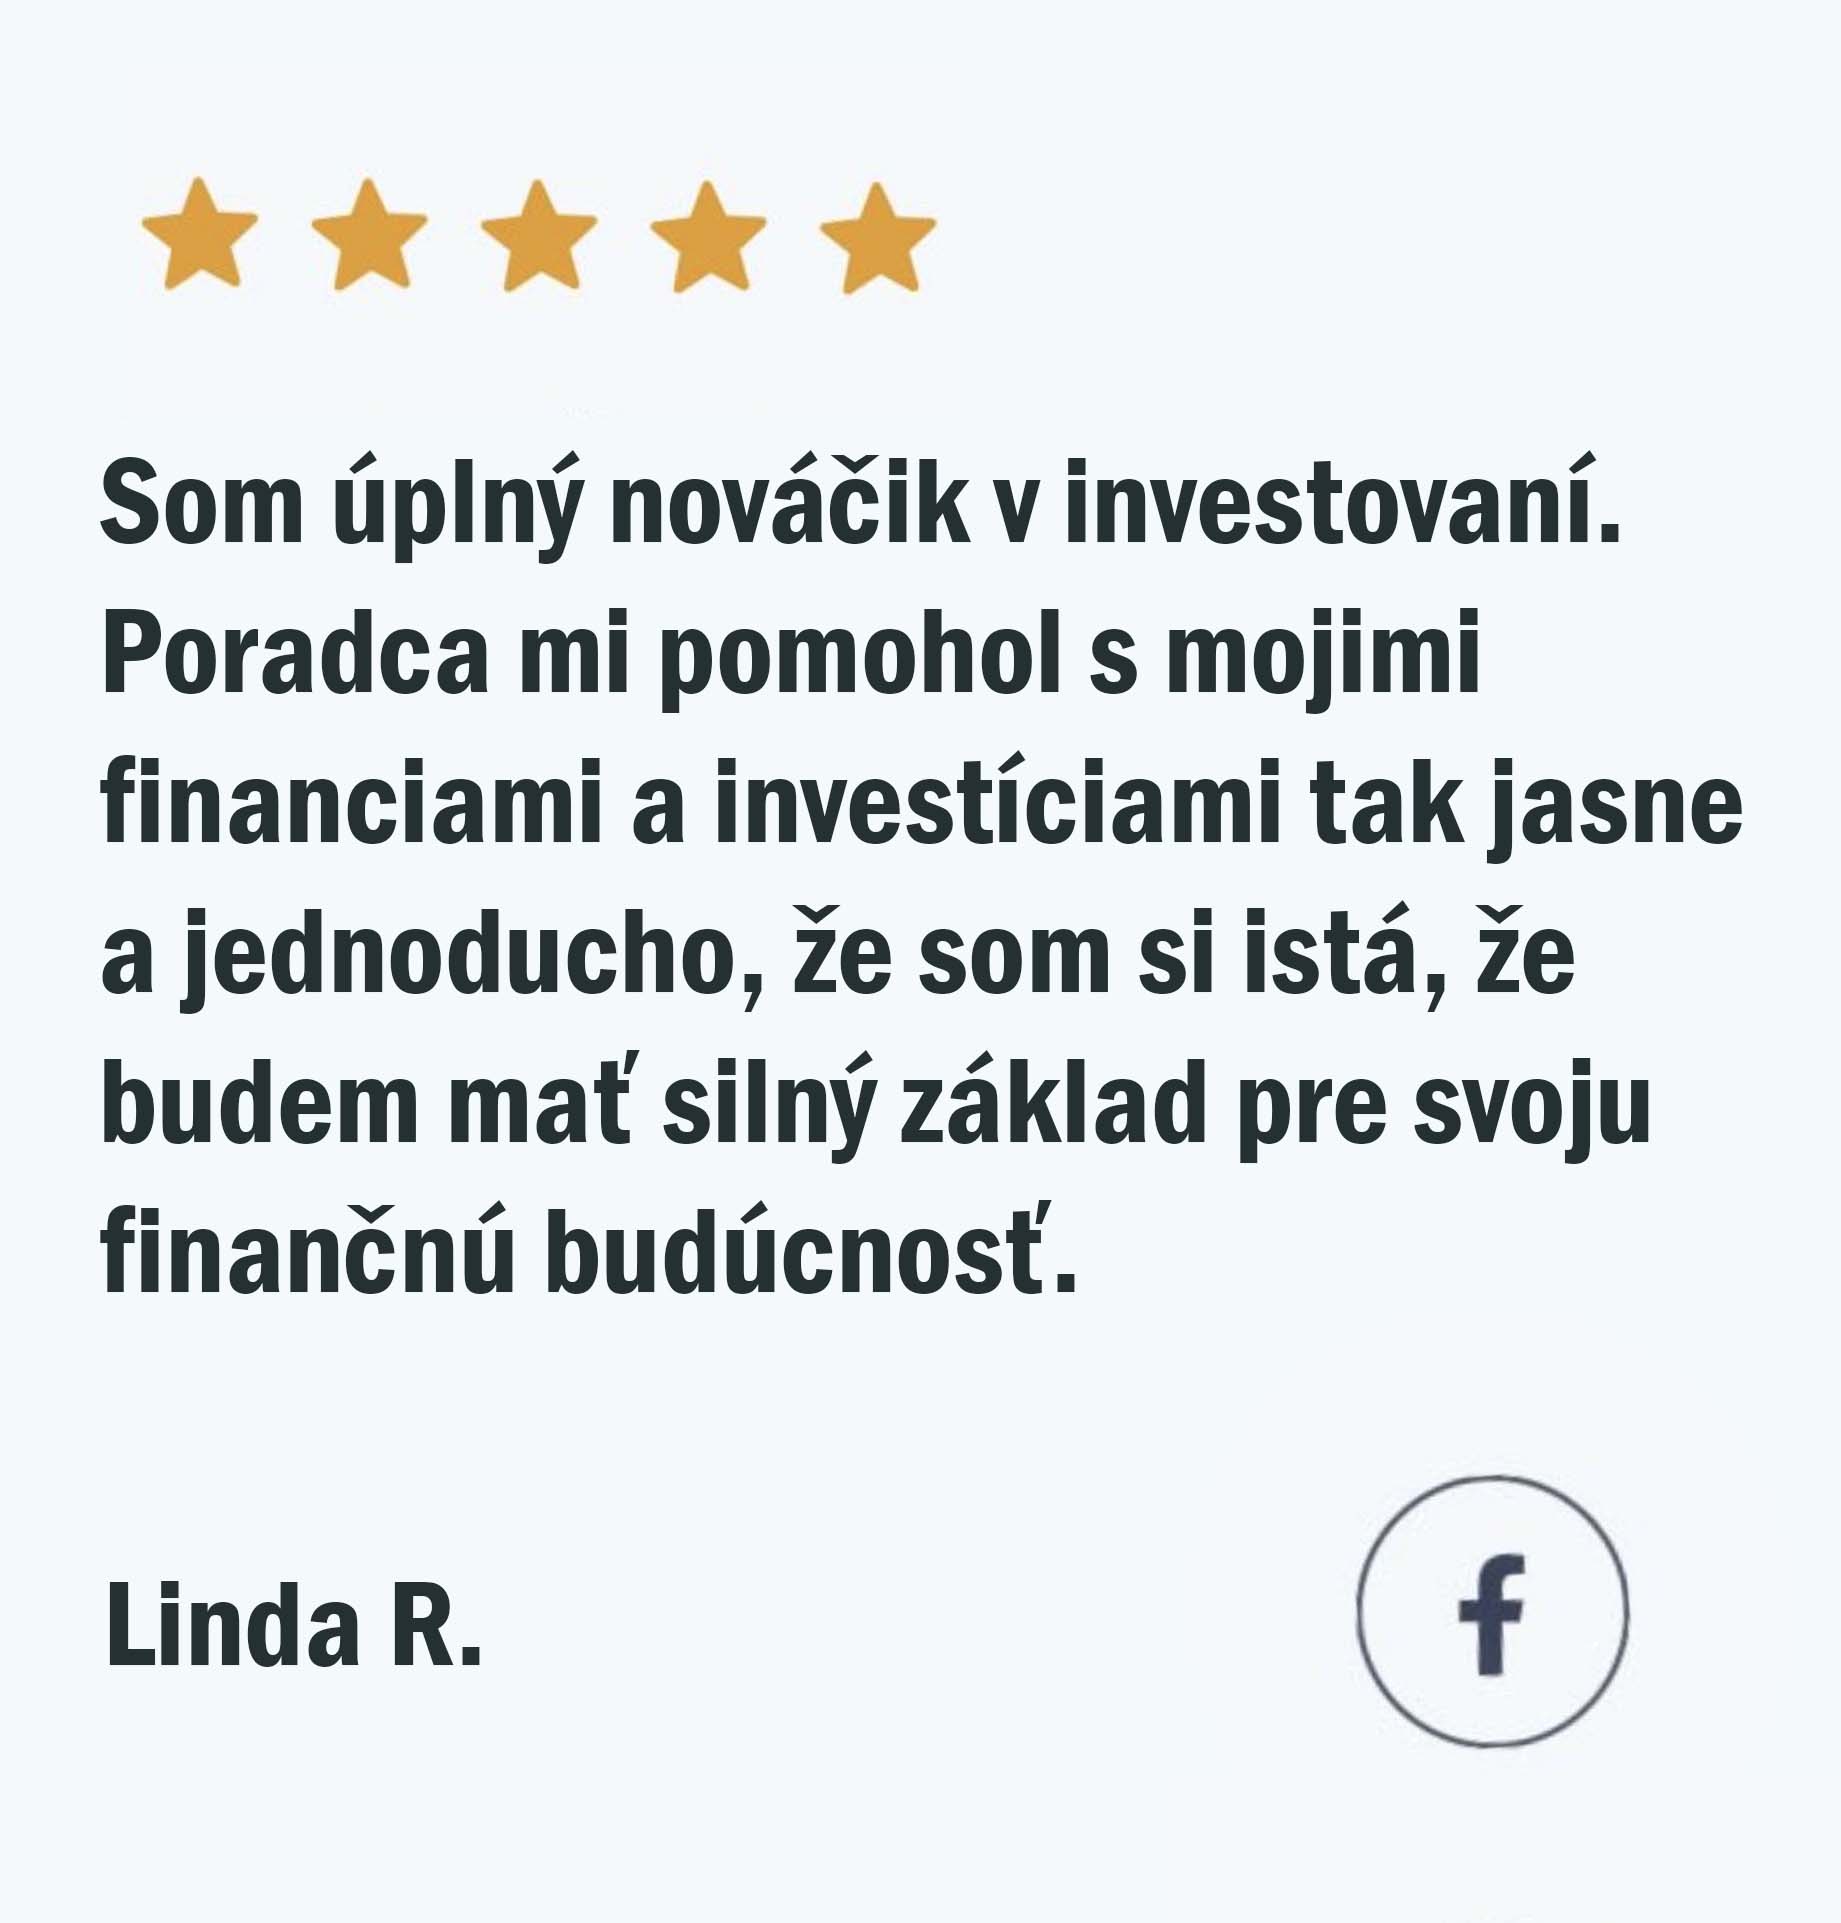 Som úplný nováčik v investovaní.
Poradca mi pomohol s mojimi
financiami a investíciami tak jasne
a jednoducho, že som si istá, že
budem mať silný základ pre svoju
finančnú budúcnosť.
Linda R.
f